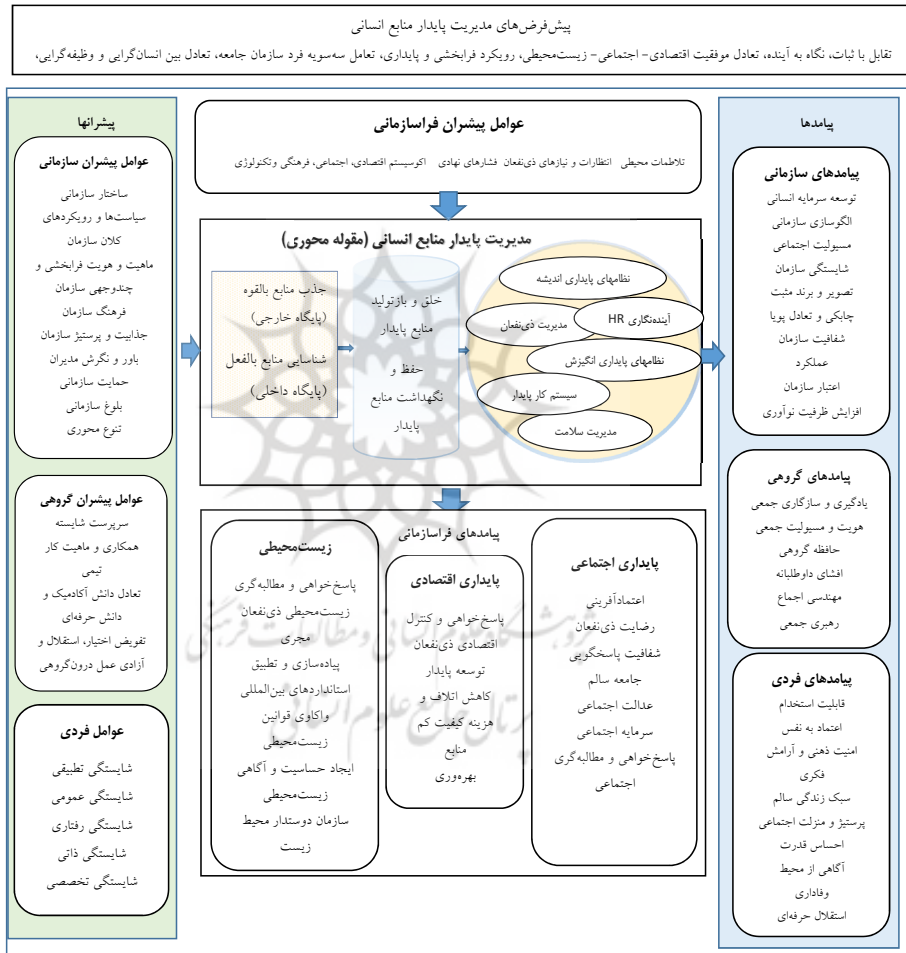 پیش‌فرض‌های مدیریت پایدار منابع انسانی
تقابل با ثبات، نگاه به آینده، تعادل موفقیت اقتصادی- اجتماعی- زیست‌محیطی، رویکرد فرابخشی و پایداری، تعامل سه‌سویه فرد سازمان جامعه، تعادل بین انسان‌گرایی و وظیفه‌گرایی،
پیشرانها
عوامل پیشران سازمانی
ساختار سازمانی
سیاست‌ها و رویکردهای
کلان سازمان
ماهیت و هویت فرابخشی و
چندوجهی سازمان
فرهنگ سازمان
جذابیت و پرستیژ سازمان
باور و نگرش مدیران
حمایت سازمانی
بلوغ سازمانی
تنوع محوری
عوامل پیشران گروهی
سرپرست شایسته
همکاری و ماهیت کار
تیمی
تعادل دانش آکادمیک و
دانش حرفه‌ای
تفویض اختیار، استقلال و
آزادی عمل درون‌گروهی
عوامل فردی
شایستگی تطبیقی
شایستگی عمومی
شایستگی رفتاری
شایستگی ذاتی
شایستگی تخصصی
عوامل پیشران فراسازمانی
تلاطمات محیطی انتظارات و نیازهای ذی‌نفعان فشارهای نهادی اکوسیستم اقتصادی، اجتماعی، فرهنگی وتکنولوژی
مدیریت پایدار منابع انسانی (مقوله محوری)
جذب منابع بالقوه
(پایگاه خارجی)
شناسایی منابع بالفعل
(پایگاه داخلی)
خلق و بازتولید
منابع پایدار
حفظ و
نگهداشت منابع
پایدار
نظامهای پایداری اندیشه
آینده‌نگاری HR
مدیریت ذی‌نفعان
نظامهای پایداری انگیزش
سیستم کار پایدار
مدیریت سلامت
پیامدهای فراسازمانی
زیست‌محیطی
پاسخ‌خواهی و مطالبه‌گری
زیست‌محیطی ذی‌نفعان
مجری
پیاده‌سازی و تطبیق
استانداردهای بین‌المللی
واکاوی قوانین
زیست‌محیطی
ایجاد حساسیت و آگاهی
زیست‌محیطی
سازمان دوستدار محیط
زیست
پایداری اقتصادی
پاسخ‌خواهی و کنترل
اقتصادی ذی‌نفعان
توسعه پایدار
کاهش اتلاف و
هزینه کیفیت کم
منابع
بهره‌وری
پایداری اجتماعی
اعتمادآفرینی
رضایت ذی‌نفعان
شفافیت پاسخگویی
جامعه سالم
عدالت اجتماعی
سرمایه اجتماعی
پاسخ‌خواهی و مطالبه‌گری
اجتماعی
پیامدها
پیامدهای سازمانی
توسعه سرمایه انسانی
الگوسازی سازمانی
مسیولیت اجتماعی
شایستگی سازمان
تصویر و برند مثبت
چابکی و تعادل پویا
شفافیت سازمان
عملکرد
اعتبار سازمان
افزایش ظرفیت نوآوری
پیامدهای گروهی
یادگیری و سازگاری جمعی
هویت و مسیولیت جمعی
حافظه گروهی
افشای داوطلبانه
مهندسی اجماع
رهبری جمعی
پیامدهای فردی
قابلیت استخدام
اعتماد به نفس
امنیت ذهنی و آرامش
فکری
سبک زندگی سالم
پرستیژ و منزلت اجتماعی
احساس قدرت
آگاهی از محیط
وفاداری
استقلال حرفه‌ای
پژوهشگاه علوم انسانی و مطالعات فرهنگی
پرتال جامع علوم انسانی